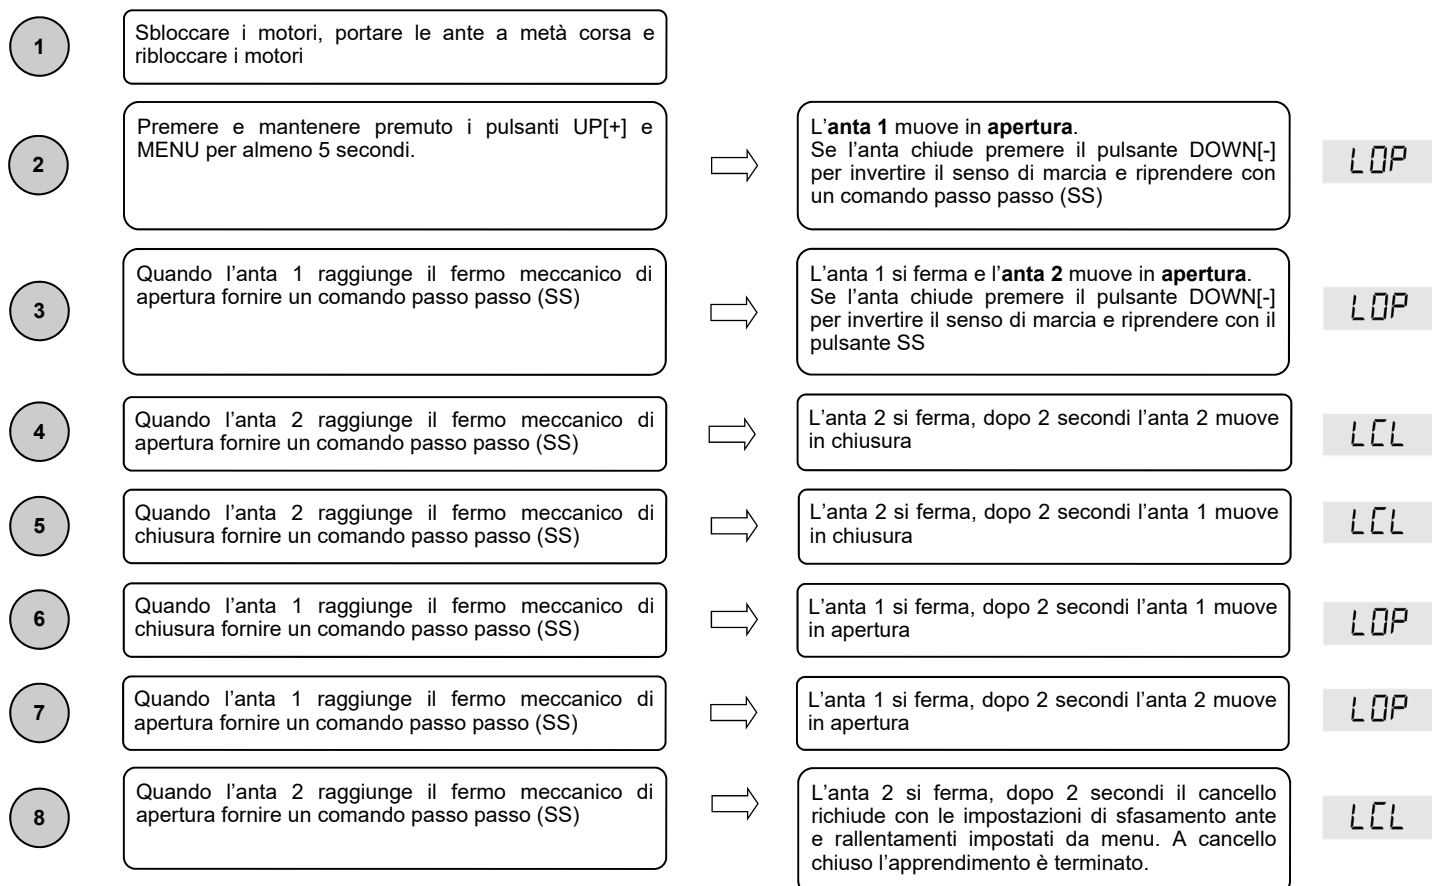 1
Sbloccare i motori, portare le ante a metà corsa e
ribloccare i motori
2
Premere e mantenere premuto i pulsanti UP[+] e
MENU per almeno 5 secondi.
L'anta 1 muove in apertura.
Se l'anta chiude premere il pulsante DOWN[-]
per invertire il senso di marcia e riprendere con
un comando passo passo (SS)
LOP
3
Quando l'anta 1 raggiunge il fermo meccanico di
apertura fornire un comando passo passo (SS)
L'anta 1 si ferma e l'anta 2 muove in apertura.
Se l'anta chiude premere il pulsante DOWN[-]
per invertire il senso di marcia e riprendere con il
pulsante SS
LOP
4
Quando l'anta 2 raggiunge il fermo meccanico di
apertura fornire un comando passo passo (SS)
L'anta 2 si ferma, dopo 2 secondi l'anta 2 muove
in chiusura
LCL
5
Quando l'anta 2 raggiunge il fermo meccanico di
chiusura fornire un comando passo passo (SS)
L'anta 2 si ferma, dopo 2 secondi l'anta 1 muove
in chiusura
LCL
6
Quando l'anta 1 raggiunge il fermo meccanico di
chiusura fornire un comando passo passo (SS)
L'anta 1 si ferma, dopo 2 secondi l'anta 1 muove
in apertura
LOP
7
Quando l'anta 1 raggiunge il fermo meccanico di
apertura fornire un comando passo passo (SS)
L'anta 1 si ferma, dopo 2 secondi l'anta 2 muove
in apertura
LOP
8
Quando l'anta 2 raggiunge il fermo meccanico di
apertura fornire un comando passo passo (SS)
L'anta 2 si ferma, dopo 2 secondi il cancello
richiude con le impostazioni di sfasamento ante
e rallentamenti impostati da menu. A cancello
chiuso l'apprendimento è terminato.
LCL